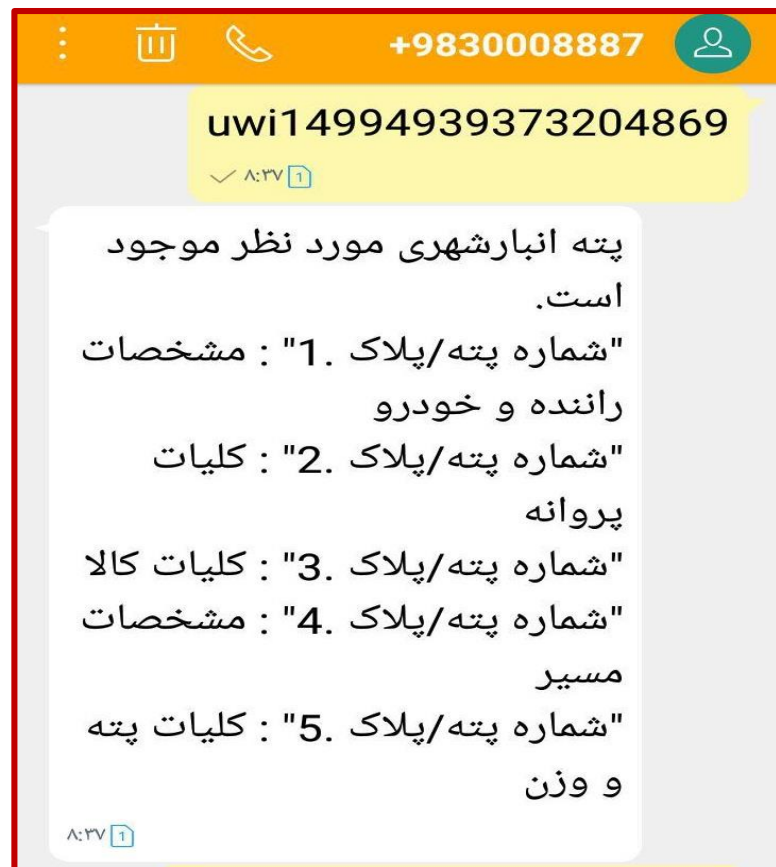 +9830008887
uwi14994939373204869
۸:۳۷ 1
پته انبارشهری مورد نظر موجود
است.
"شماره پته/پلاک .1" : مشخصات
راننده و خودرو
"شماره پته/پلاک .2" : کلیات
پروانه
"شماره پته/پلاک .3" : کلیات کالا
"شماره پته/پلاک .4" : مشخصات
مسیر
"شماره پته/پلاک .5" : کلیات پته
و وزن
۸:۳۷ 1